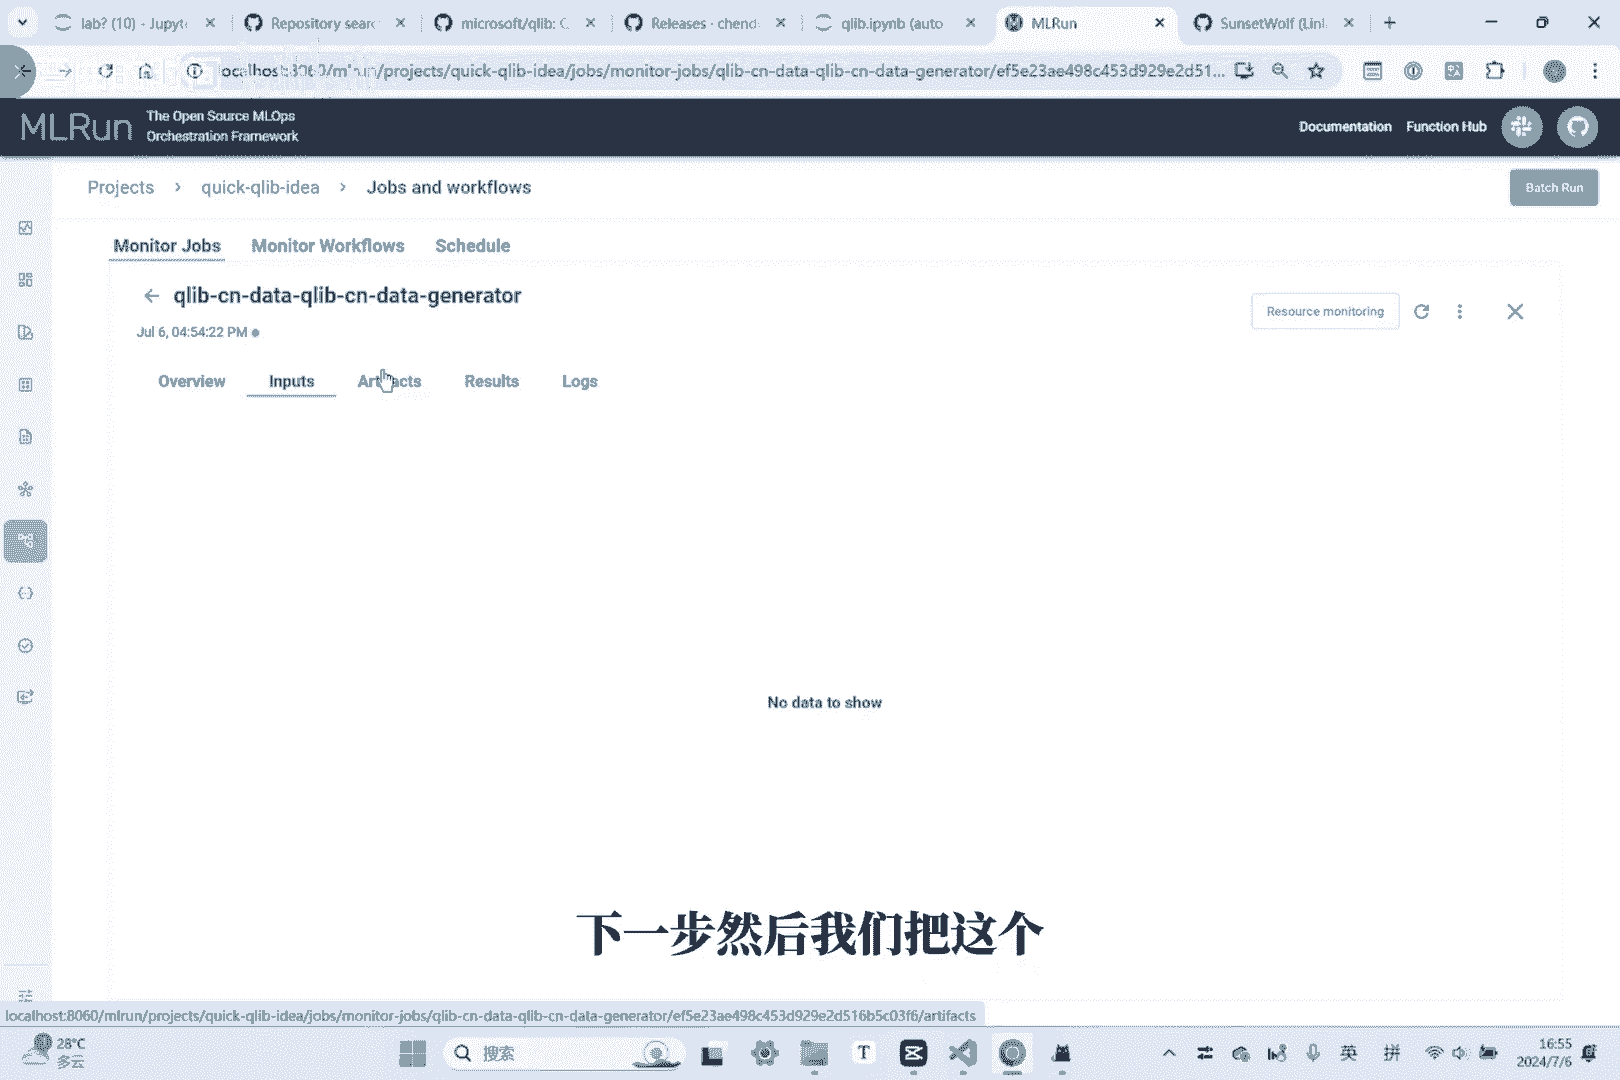 lab? (10) - Jupyt
Repository searc
microsoft/qlib: Q
Releases · chend
qlib.ipynb (auto
MLRun
SunsetWolf (Linl
localhost:8060/mlrun/projects/quick-qlib-idea/jobs/monitor-jobs/qlib-cn-data-qlib-cn-data-generator/ef5e23ae498c453d929e2d51...
MLRun
The Open Source MLOps
Orchestration Framework
Documentation
Function Hub
Projects > quick-qlib-idea > Jobs and workflows
Batch Run
Monitor Jobs
Monitor Workflows
Schedule
qlib-cn-data-qlib-cn-data-generator
Jul 6, 04:54:22 PM
Resource monitoring
Overview
Inputs
Artifacts
Results
Logs
No data to show
下一步然后我们把这个
localhost:8060/mlrun/projects/quick-qlib-idea/jobs/monitor-jobs/qlib-cn-data-qlib-cn-data-generator/ef5e23ae498c453d929e2d516b5c03f6/artifacts
28°C
多云
搜索
英
拼
16:55
2024/7/6